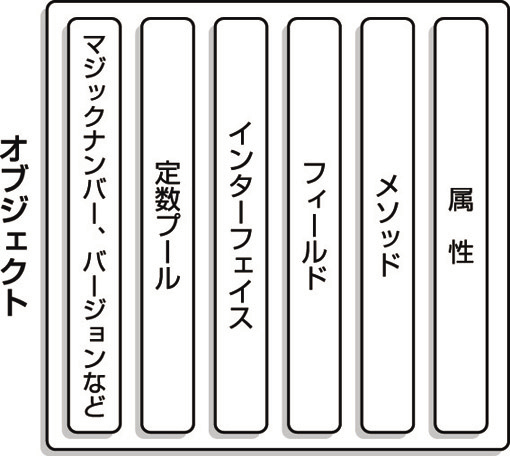 オブジェクト
マジックナンバー、バージョンなど
定数プール
インターフェイス
フィールド
メソッド
属性